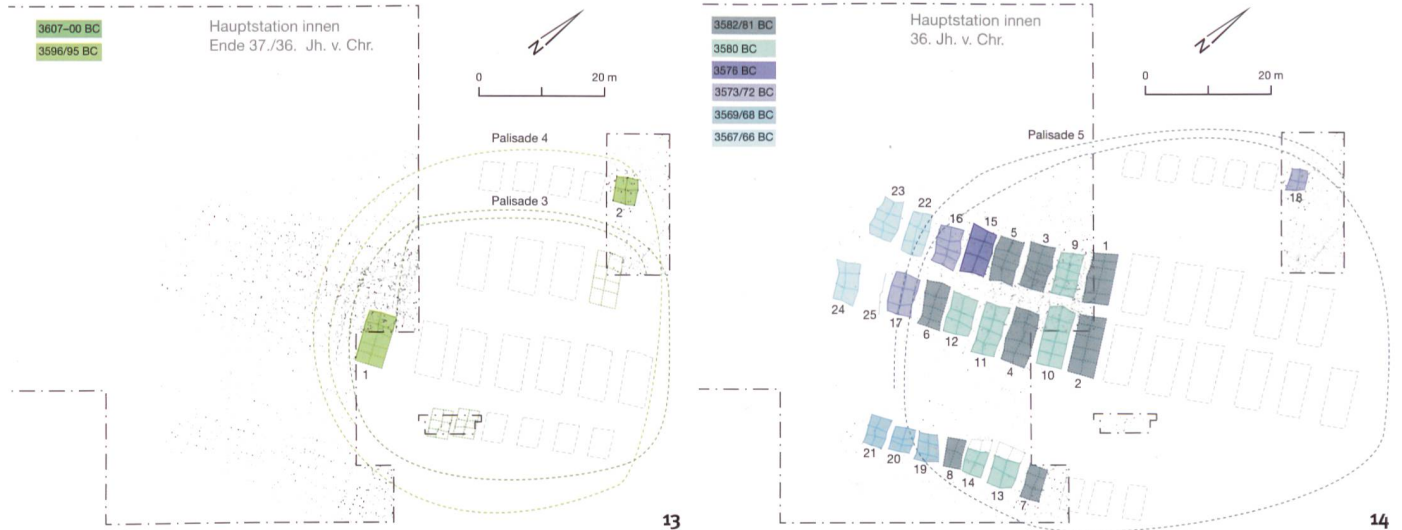 3607–00 BC
3596/95 BC
Hauptstation innen
Ende 37./36. Jh. v. Chr.
N
0 20 m
Palisade 4
2
Palisade 3
1
13
3582/81 BC
3580 BC
3576 BC
3573/72 BC
3569/68 BC
3567/66 BC
Hauptstation innen
36. Jh. v. Chr.
N
0 20 m
Palisade 5
18
23
22
16
15
5
3
9
1
24
25
17
6
12
11
4
10
2
21
20
19
8
14
13
7
14